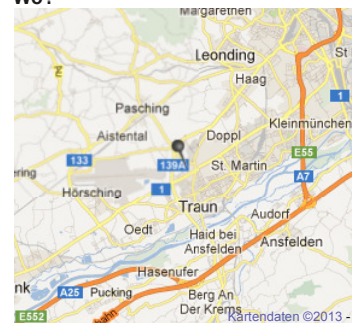 Wo?
Margarethen
Leonding
Haag
1
Pasching
Kleinmünchen
Aistental
Doppl
E55
133
139A
St. Martin
A7
Hörsching
1
Traun
Audorf
Oedt
Haid bei
Ansfelden
Ansfelden
Hasenufer
A25
Pucking
Berg An
Der Krems
E552
Kartendaten ©2013 -